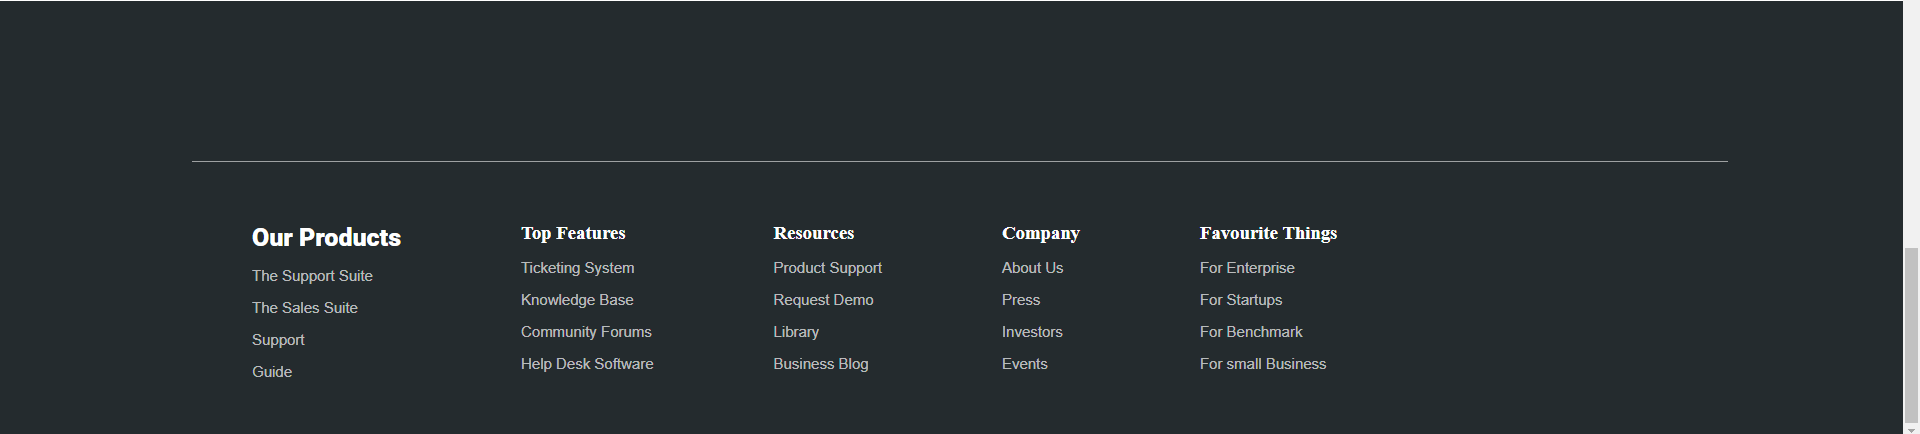 Our Products
The Support Suite
The Sales Suite
Support
Guide
Top Features
Ticketing System
Knowledge Base
Community Forums
Help Desk Software
Resources
Product Support
Request Demo
Library
Business Blog
Company
About Us
Press
Investors
Events
Favourite Things
For Enterprise
For Startups
For Benchmark
For small Business